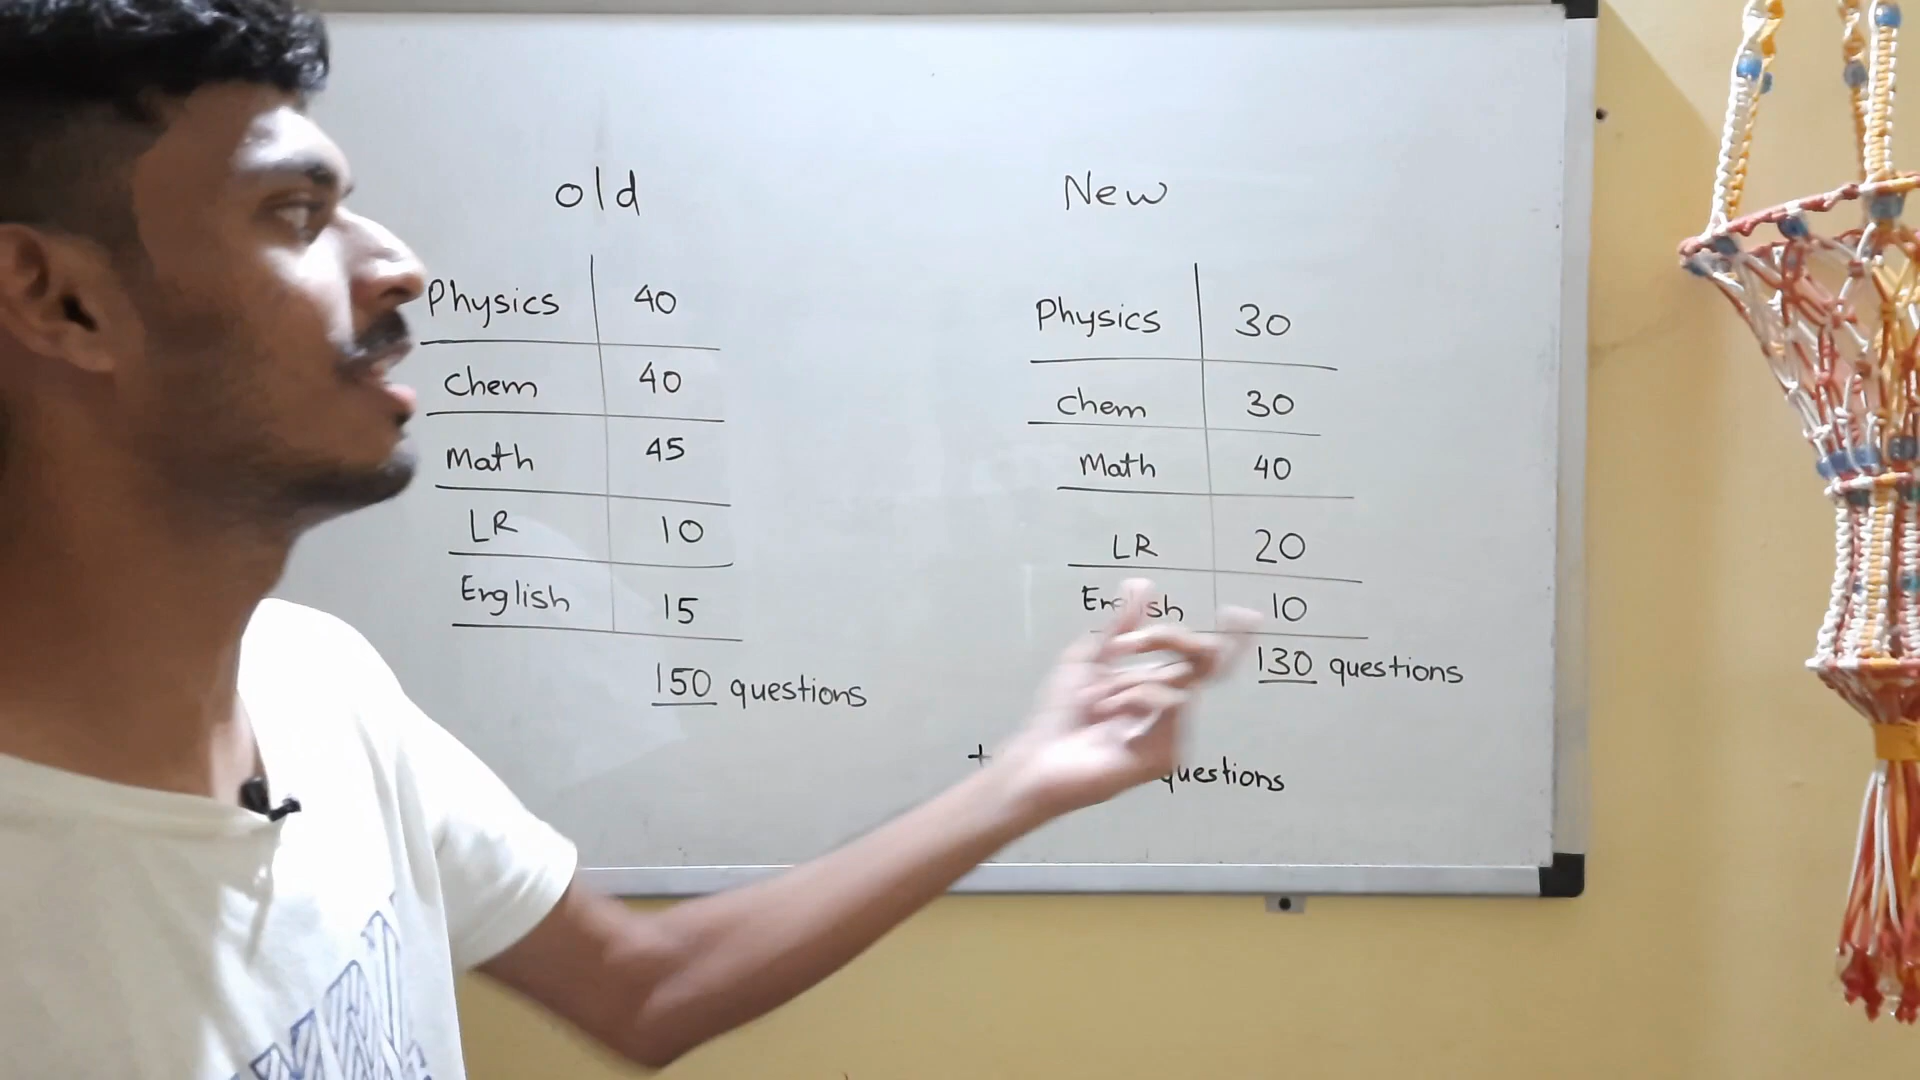 old
Physics 40
Chem 40
Math 45
LR 10
English 15
150 questions
New
Physics 30
Chem 30
Math 40
LR 20
English 10
130 questions
+ questions